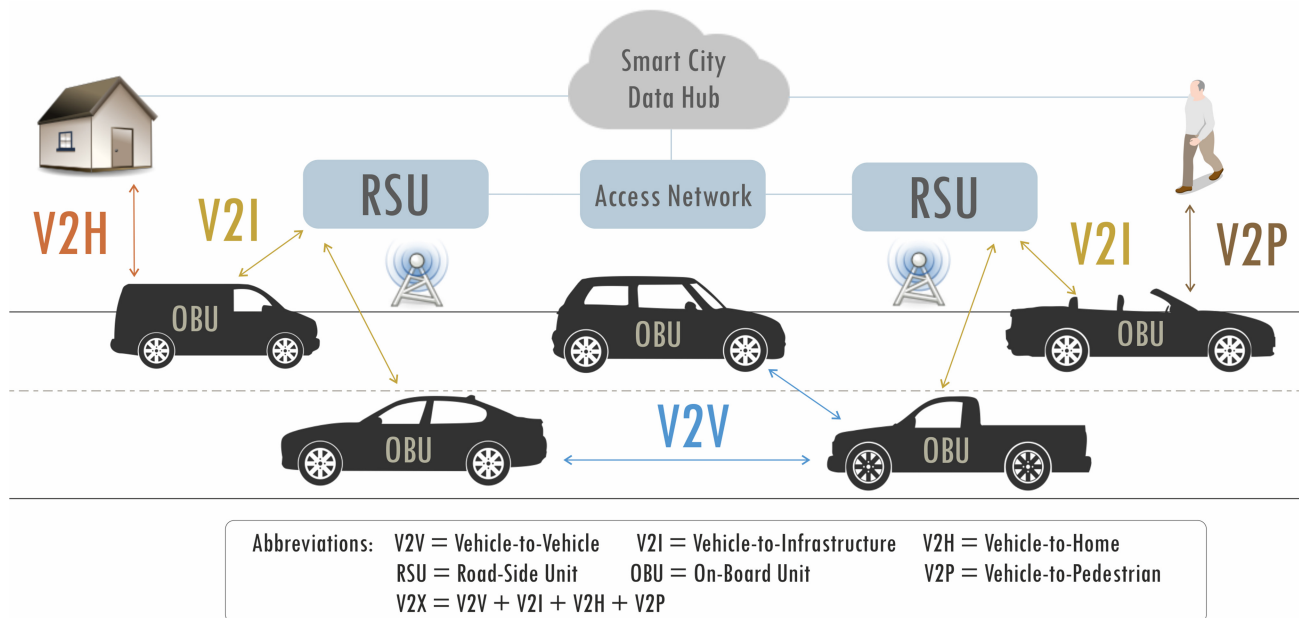 Smart City
Data Hub
RSU
Access Network
RSU
V2H
V2I
V2I
V2P
OBU
OBU
OBU
V2V
OBU
OBU
Abbreviations: V2V = Vehicle-to-Vehicle V2I = Vehicle-to-Infrastructure V2H = Vehicle-to-Home
RSU = Road-Side Unit OBU = On-Board Unit V2P = Vehicle-to-Pedestrian
V2X = V2V + V2I + V2H + V2P